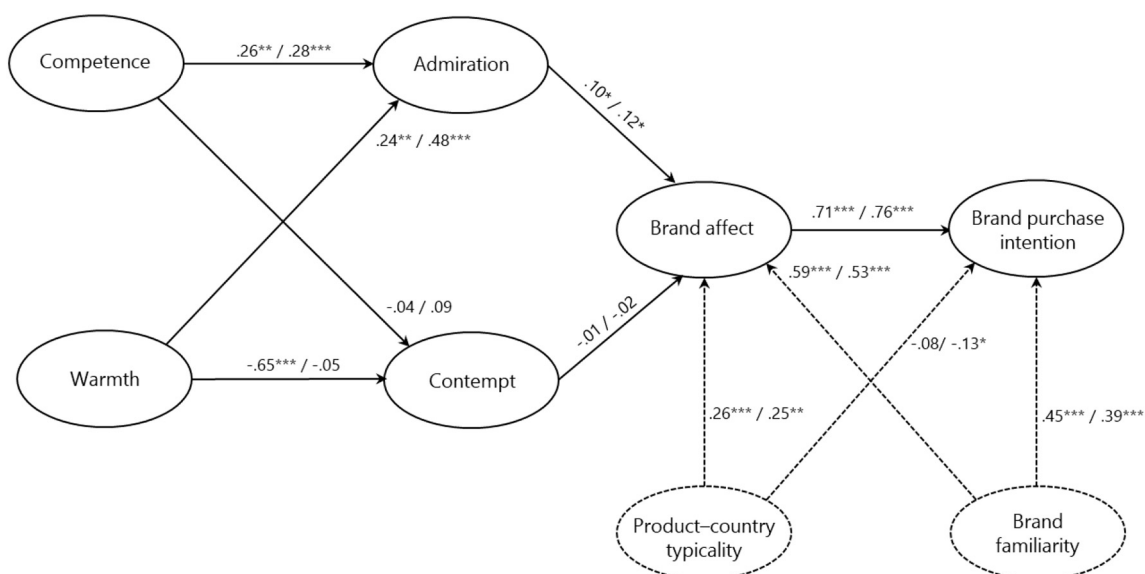 Competence
.26** / .28***
Admiration
.10* / .12*
.24** / .48***
Brand affect
.71*** / .76***
Brand purchase
intention
.59*** / .53***
-.04 / .09
-.01 / -.02
Warmth
-.65*** / -.05
Contempt
-.08/ -.13*
.26*** / .25**
.45*** / .39***
Product–country
typicality
Brand
familiarity